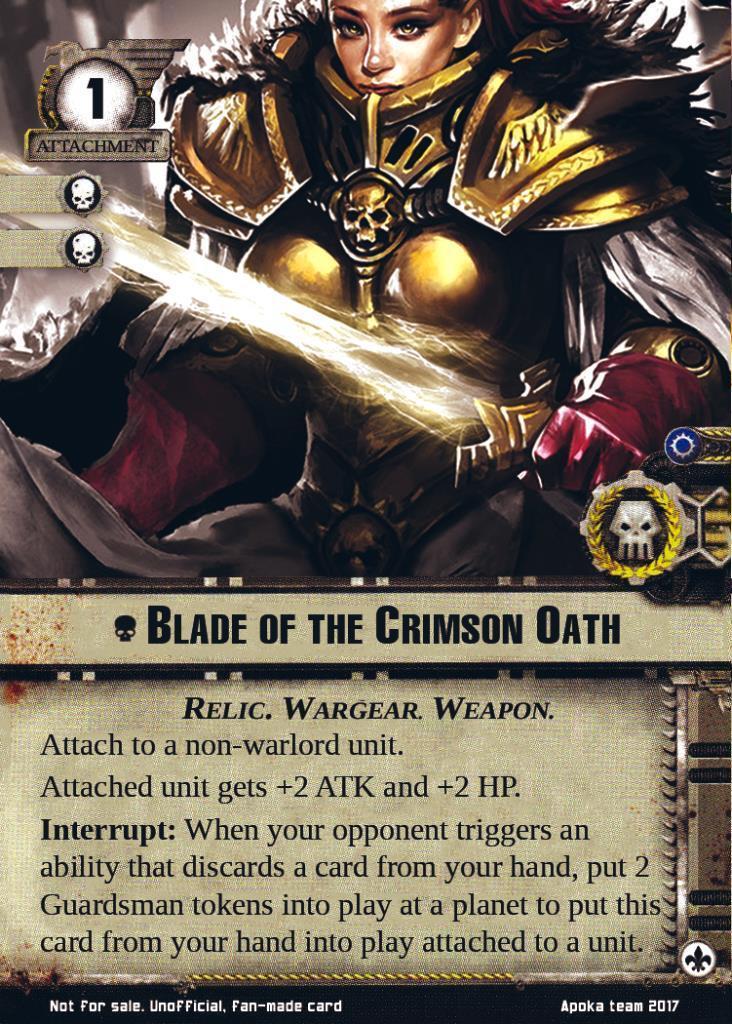 1
ATTACHMENT
BLADE OF THE CRIMSON OATH
RELIC. WARGEAR. WEAPON.
Attach to a non-warlord unit.
Attached unit gets +2 ATK and +2 HP.
Interrupt: When your opponent triggers an
ability that discards a card from your hand, put 2
Guardsman tokens into play at a planet to put this
card from your hand into play attached to a unit.
Not for sale. Unofficial, fan-made card
Apoka team 2017